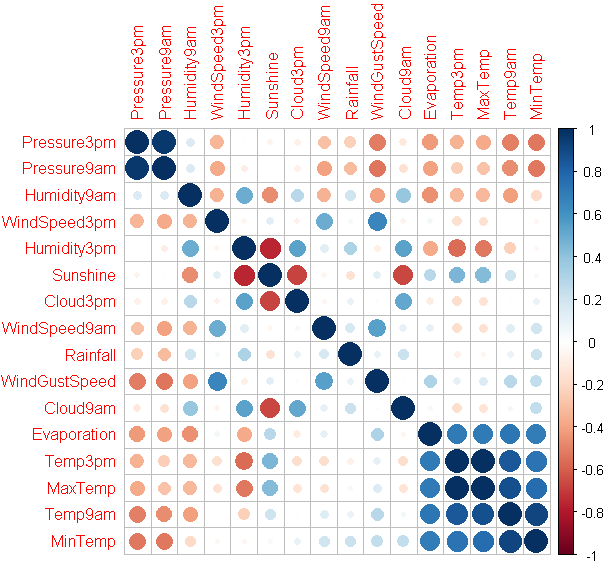 Pressure3pm
Pressure9am
Humidity9am
WindSpeed3pm
Humidity3pm
Sunshine
Cloud3pm
WindSpeed9am
Rainfall
WindGustSpeed
Cloud9am
Evaporation
Temp3pm
MaxTemp
Temp9am
MinTemp
Pressure3pm
Pressure9am
Humidity9am
WindSpeed3pm
Humidity3pm
Sunshine
Cloud3pm
WindSpeed9am
Rainfall
WindGustSpeed
Cloud9am
Evaporation
Temp3pm
MaxTemp
Temp9am
MinTemp
1
0.8
0.6
0.4
0.2
0
-0.2
-0.4
-0.6
-0.8
-1